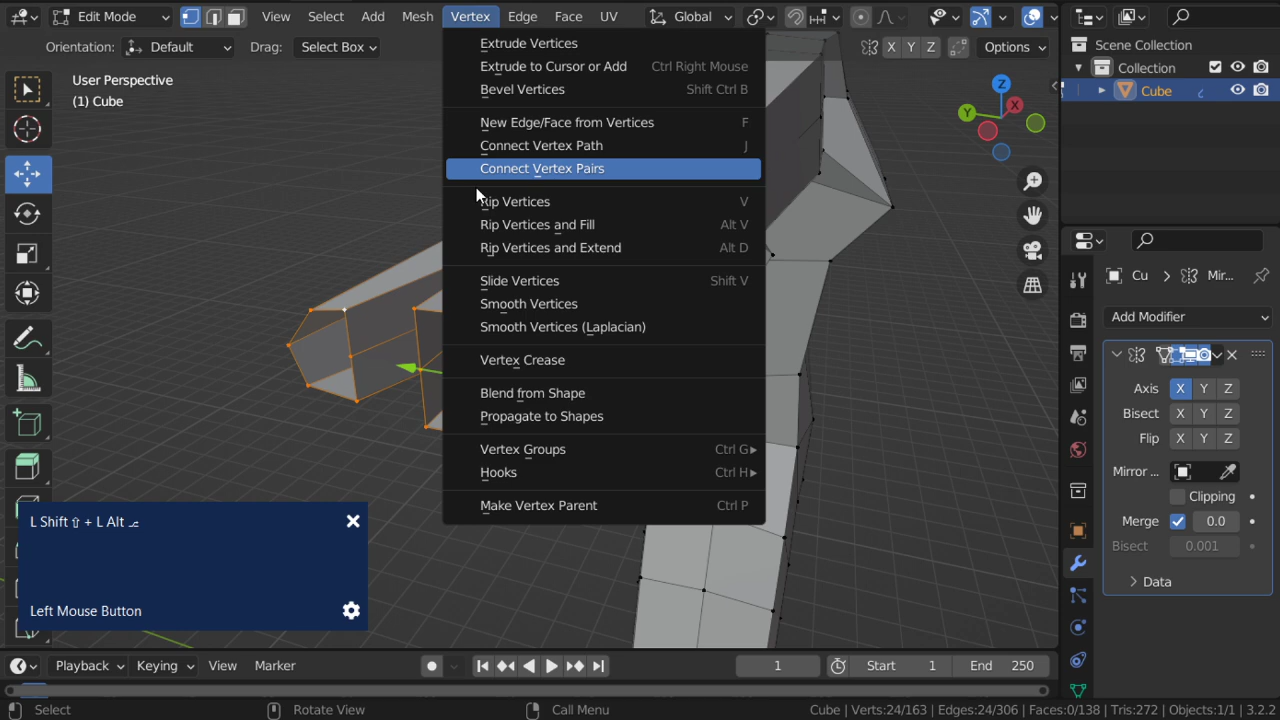 Edit Mode View Select Add Mesh Vertex Edge Face UV Global
Orientation: Default Drag: Select Box X Y Z Options
User Perspective
(1) Cube
Extrude Vertices
Extrude to Cursor or Add Ctrl Right Mouse
Bevel Vertices Shift Ctrl B
New Edge/Face from Vertices F
Connect Vertex Path J
Connect Vertex Pairs
Rip Vertices V
Rip Vertices and Fill Alt V
Rip Vertices and Extend Alt D
Slide Vertices Shift V
Smooth Vertices
Smooth Vertices (Laplacian)
Vertex Crease
Blend from Shape
Propagate to Shapes
Vertex Groups Ctrl G
Hooks Ctrl H
Make Vertex Parent Ctrl P
Z
Y X
Scene Collection
Collection
Cube
Cu Mir...
Add Modifier
Axis X Y Z
Bisect X Y Z
Flip X Y Z
Mirror ...
Clipping
Merge 0.0
Bisect 0.001
Data
L Shift ⇧ + L Alt ⎇
Left Mouse Button
Playback Keying View Marker 1 Start 1 End 250
Select Rotate View Call Menu Cube | Verts:24/163 | Edges:24/306 | Faces:0/138 | Tris:272 | Objects:1/1 | 3.2.2